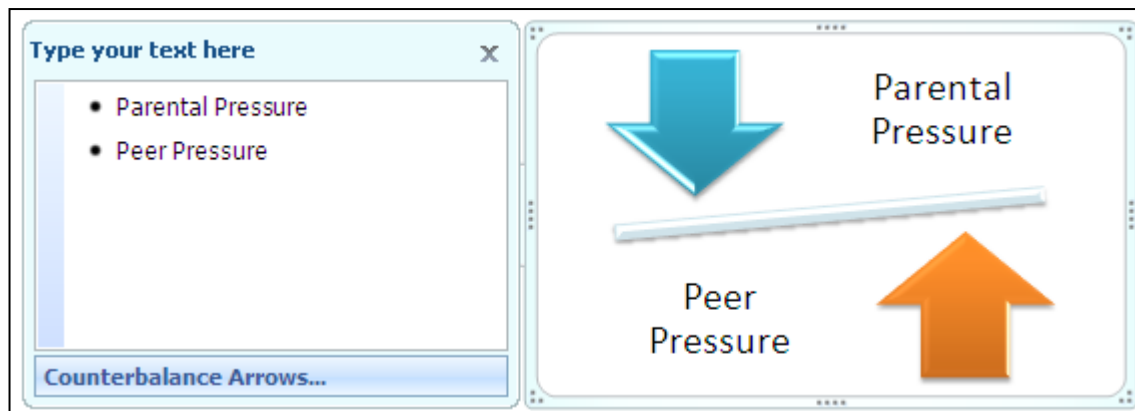 Type your text here
x
• Parental Pressure
• Peer Pressure
Counterbalance Arrows...
Parental
Pressure
Peer
Pressure